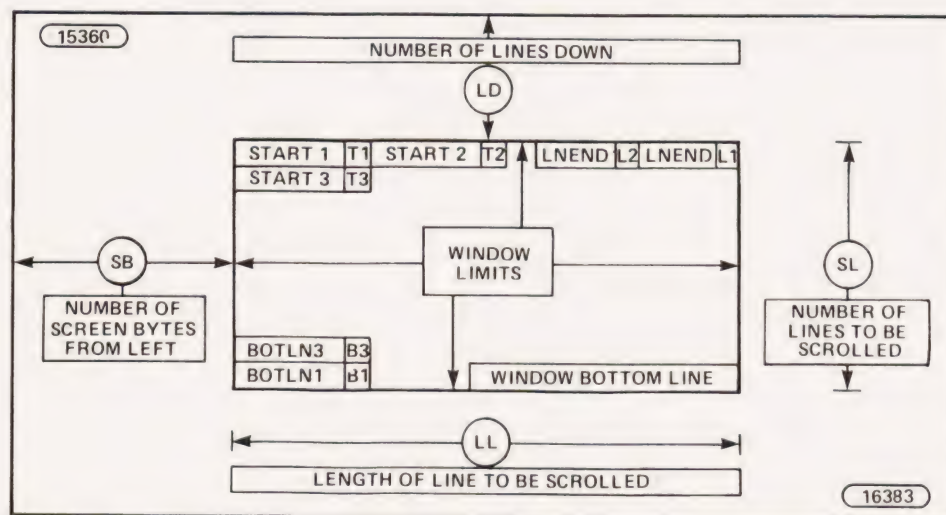 15360
NUMBER OF LINES DOWN
LD
START 1 T1 START 2 T2 LNEND L2 LNEND L1
START 3 T3
SB
WINDOW
LIMITS
SL
NUMBER OF
SCREEN BYTES
FROM LEFT
NUMBER OF
LINES TO BE
SCROLLED
BOTLN3 B3
BOTLN1 B1 WINDOW BOTTOM LINE
LL
LENGTH OF LINE TO BE SCROLLED
16383